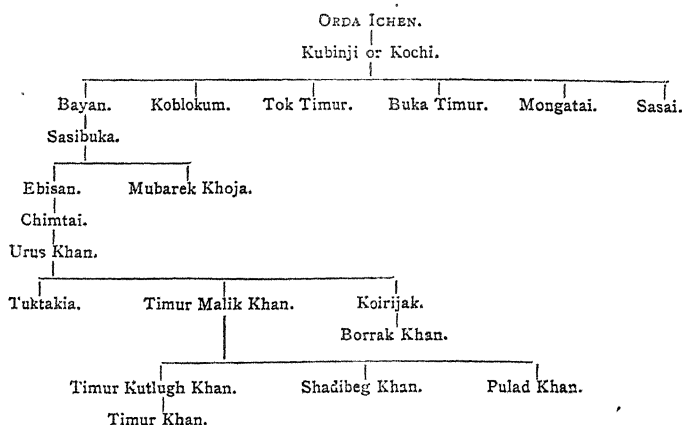 ORDA ICHEN.
Kubinji or Kochi.
Bayan. Koblokum. Tok Timur. Buka Timur. Mongatai. Sasai.
Sasibuka.
Ebisan. Mubarek Khoja.
Chimtai.
Urus Khan.
Tuktakia. Timur Malik Khan. Koirijak.
Borrak Khan.
Timur Kutlugh Khan. Shadibeg Khan. Pulad Khan.
Timur Khan.